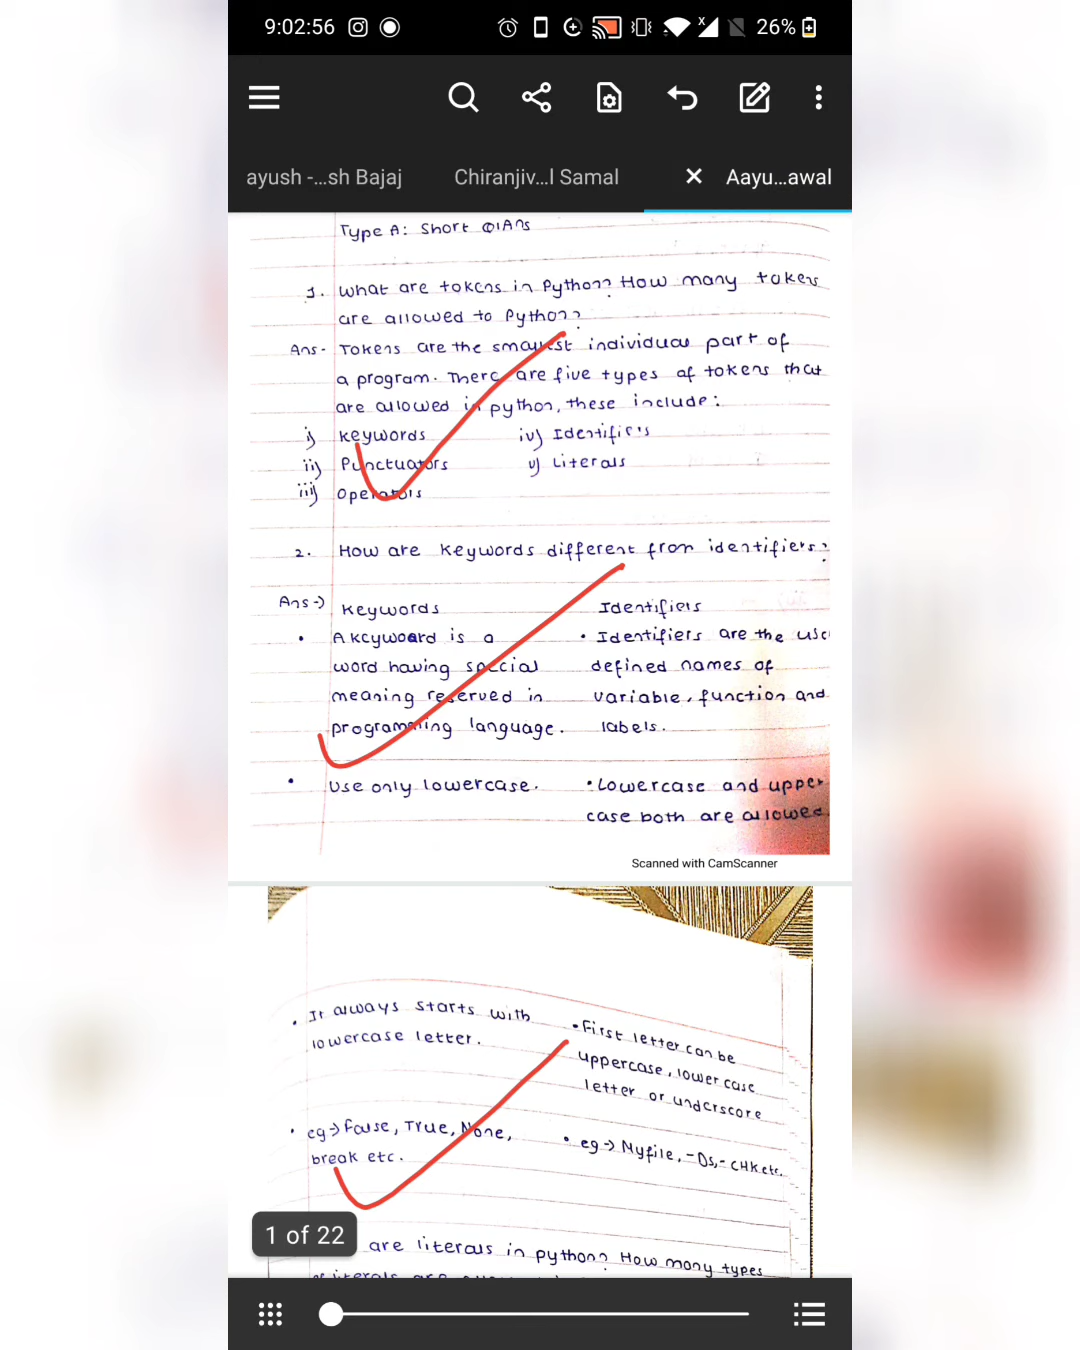 9:02:56
26%
ayush -...sh Bajaj
Chiranjiv...l Samal
Aayu...awal
Type A: Short Q/Ans
1. What are tokens in Python? How many tokens
are allowed to Python?
Ans- Tokens are the smallest individual part of
a program. There are five types of tokens that
are allowed in python, these include:
i) Keywords
iv) Identifiers
ii) Punctuators
v) Literals
iii) Operators
2. How are keywords different from identifiers?
Ans->
Keywords
Identifiers
• A keyword is a
• Identifiers are the use
word having special
defined names of
meaning reserved in
variable, function and
programming language.
labels.
• Use only lowercase.
• Lowercase and upper
case both are allowed
Scanned with CamScanner
• It always starts with
lowercase letter.
• First letter can be
uppercase, lower case
letter or underscore
• eg-> False, True, None,
break etc.
• eg -> Myfile, -DS, -CHK etc.
1 of 22
are literals in python? How many types